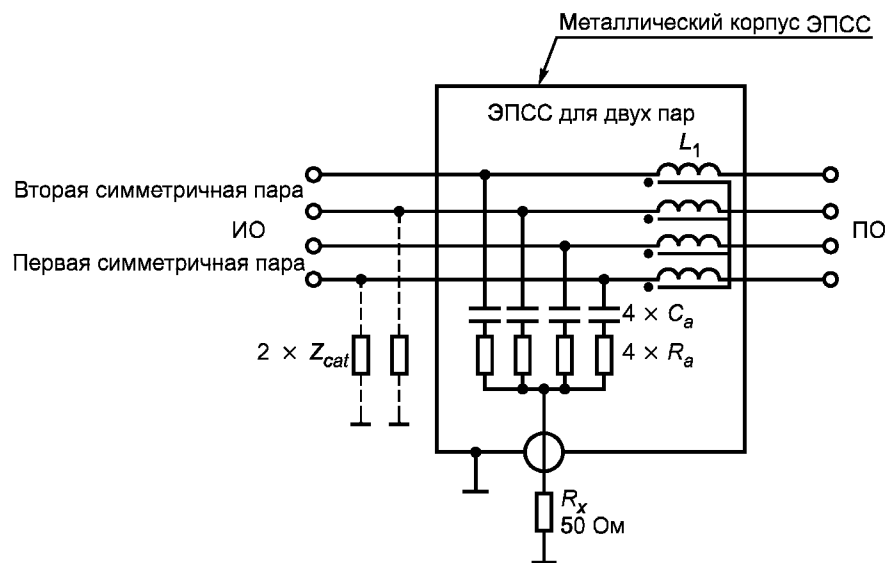 Металлический корпус ЭПСС
ЭПСС для двух пар
L₁
Вторая симметричная пара
ИО
ПО
Первая симметричная пара
4 × Cₐ
2 × Z_cat
4 × Rₐ
Rₓ
50 Ом